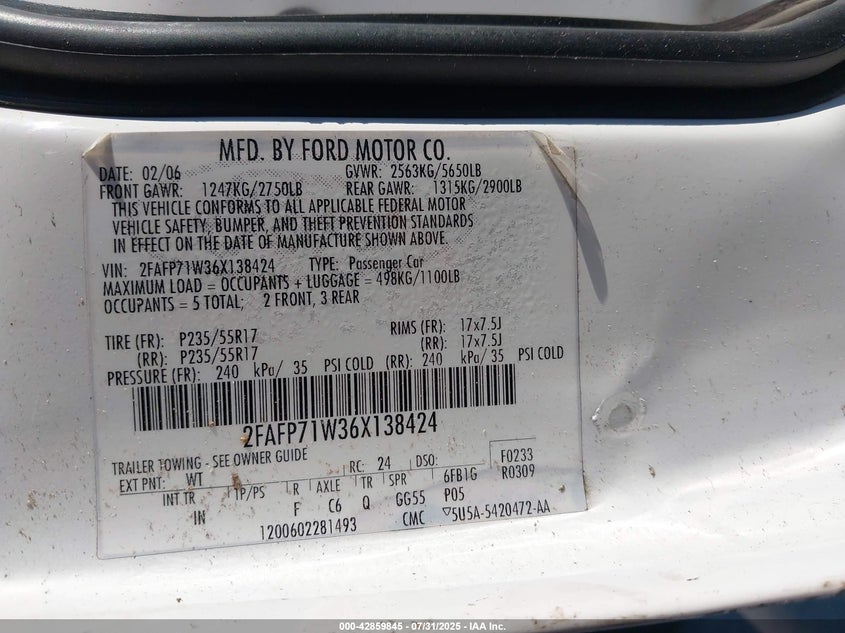 MFD. BY FORD MOTOR CO.
DATE: 02/06 GVWR: 2563KG/5650LB
FRONT GAWR: 1247KG/2750LB REAR GAWR: 1315KG/2900LB
THIS VEHICLE CONFORMS TO ALL APPLICABLE FEDERAL MOTOR
VEHICLE SAFETY, BUMPER, AND THEFT PREVENTION STANDARDS
IN EFFECT ON THE DATE OF MANUFACTURE SHOWN ABOVE.
VIN: 2FAFP71W36X138424 TYPE: Passenger Car
MAXIMUM LOAD = OCCUPANTS + LUGGAGE = 498KG/1100LB
OCCUPANTS = 5 TOTAL; 2 FRONT, 3 REAR
TIRE (FR): P235/55R17 RIMS (FR): 17x7.5J
(RR): P235/55R17 (RR): 17x7.5J
PRESSURE (FR): 240 kPa/ 35 PSI COLD (RR): 240 kPa/ 35 PSI COLD
2FAFP71W36X138424
TRAILER TOWING - SEE OWNER GUIDE
EXT PNT: WT RC: 24 DSO: F0233
INT TR TP/PS R AXLE TR SPR 6FB1G R0309
IN F C6 Q GG55 P05
1200602281493 CMC ▽5U5A-5420472-AA
000-42859845 - 07/31/2025 - IAA Inc.